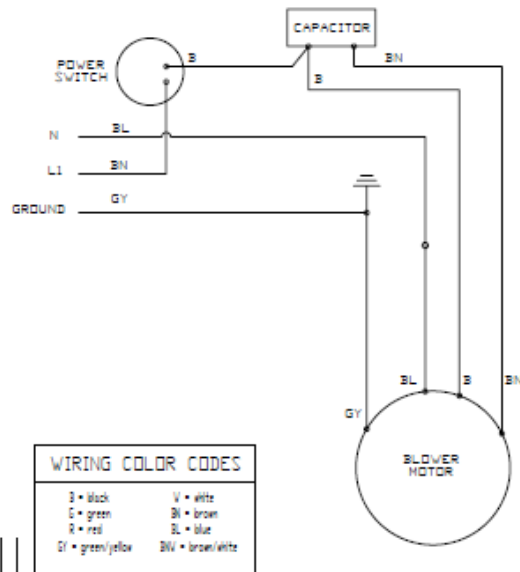 CAPACITOR
POWER
SWITCH
B
BN
B
N
BL
L1
BN
GROUND
GY
BL
B
BN
GY
BLOWER
MOTOR
WIRING COLOR CODES
B = black
V = white
G = green
BN = brown
R = red
BL = blue
GY = green/yellow
BNV = brown/white